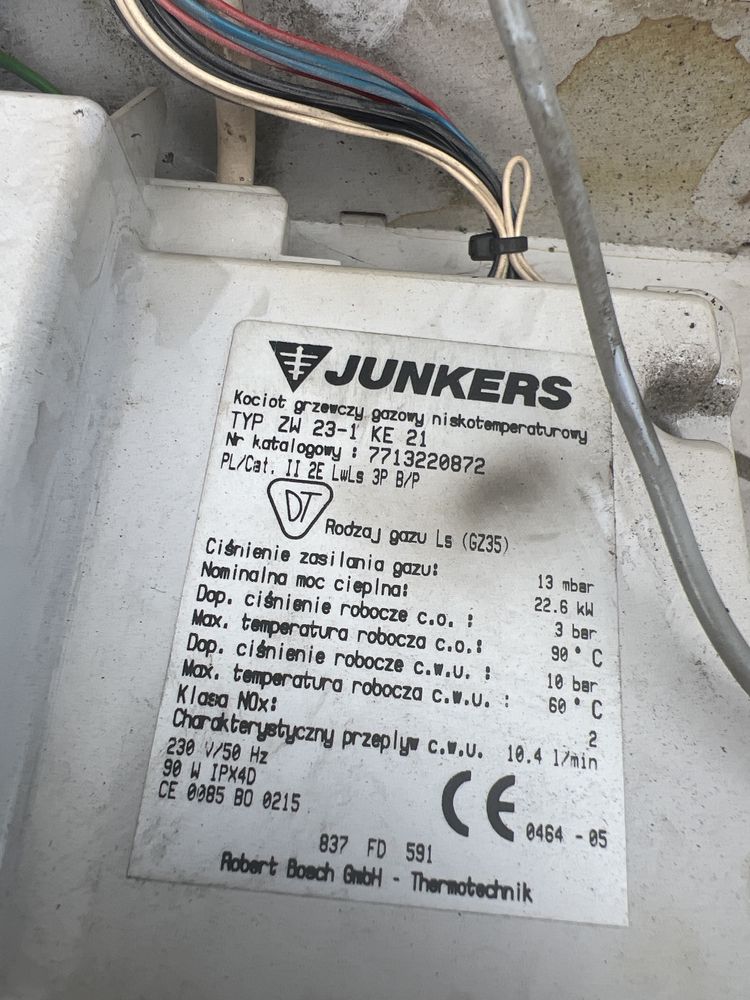 JUNKERS
Kocioł grzewczy gazowy niskotemperaturowy
TYP ZW 23-1 KE 21
Nr katalogowy : 7713220872
PL/Cat. II 2E LwLs 3P B/P
DT
Rodzaj gazu Ls (GZ35)
Ciśnienie zasilania gazu: 13 mbar
Nominalna moc cieplna: 22.6 kW
Dop. ciśnienie robocze c.o. : 3 bar
Max. temperatura robocza c.o.: 90° C
Dop. ciśnienie robocze c.w.u. : 10 bar
Max. temperatura robocza c.w.u. : 60° C
Klasa NOx: 2
Charakterystyczny przepływ c.w.u. 10.4 l/min
230 V/50 Hz
90 W IPX4D
CE 0085 BO 0215
CE 0464 - 05
837 FD 591
Robert Bosch GmbH - Thermotechnik